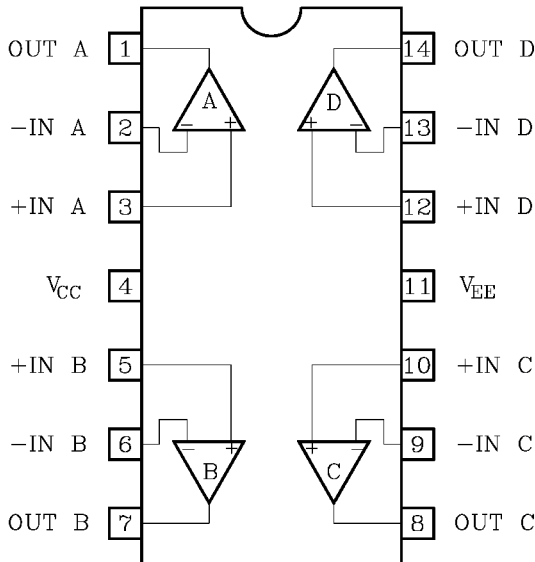 OUT A 1 14 OUT D
A D
-IN A 2 - + + - 13 -IN D
+IN A 3 12 +IN D
VCC 4 11 VEE
+IN B 5 10 +IN C
-IN B 6 - + + - 9 -IN C
B C
OUT B 7 8 OUT C